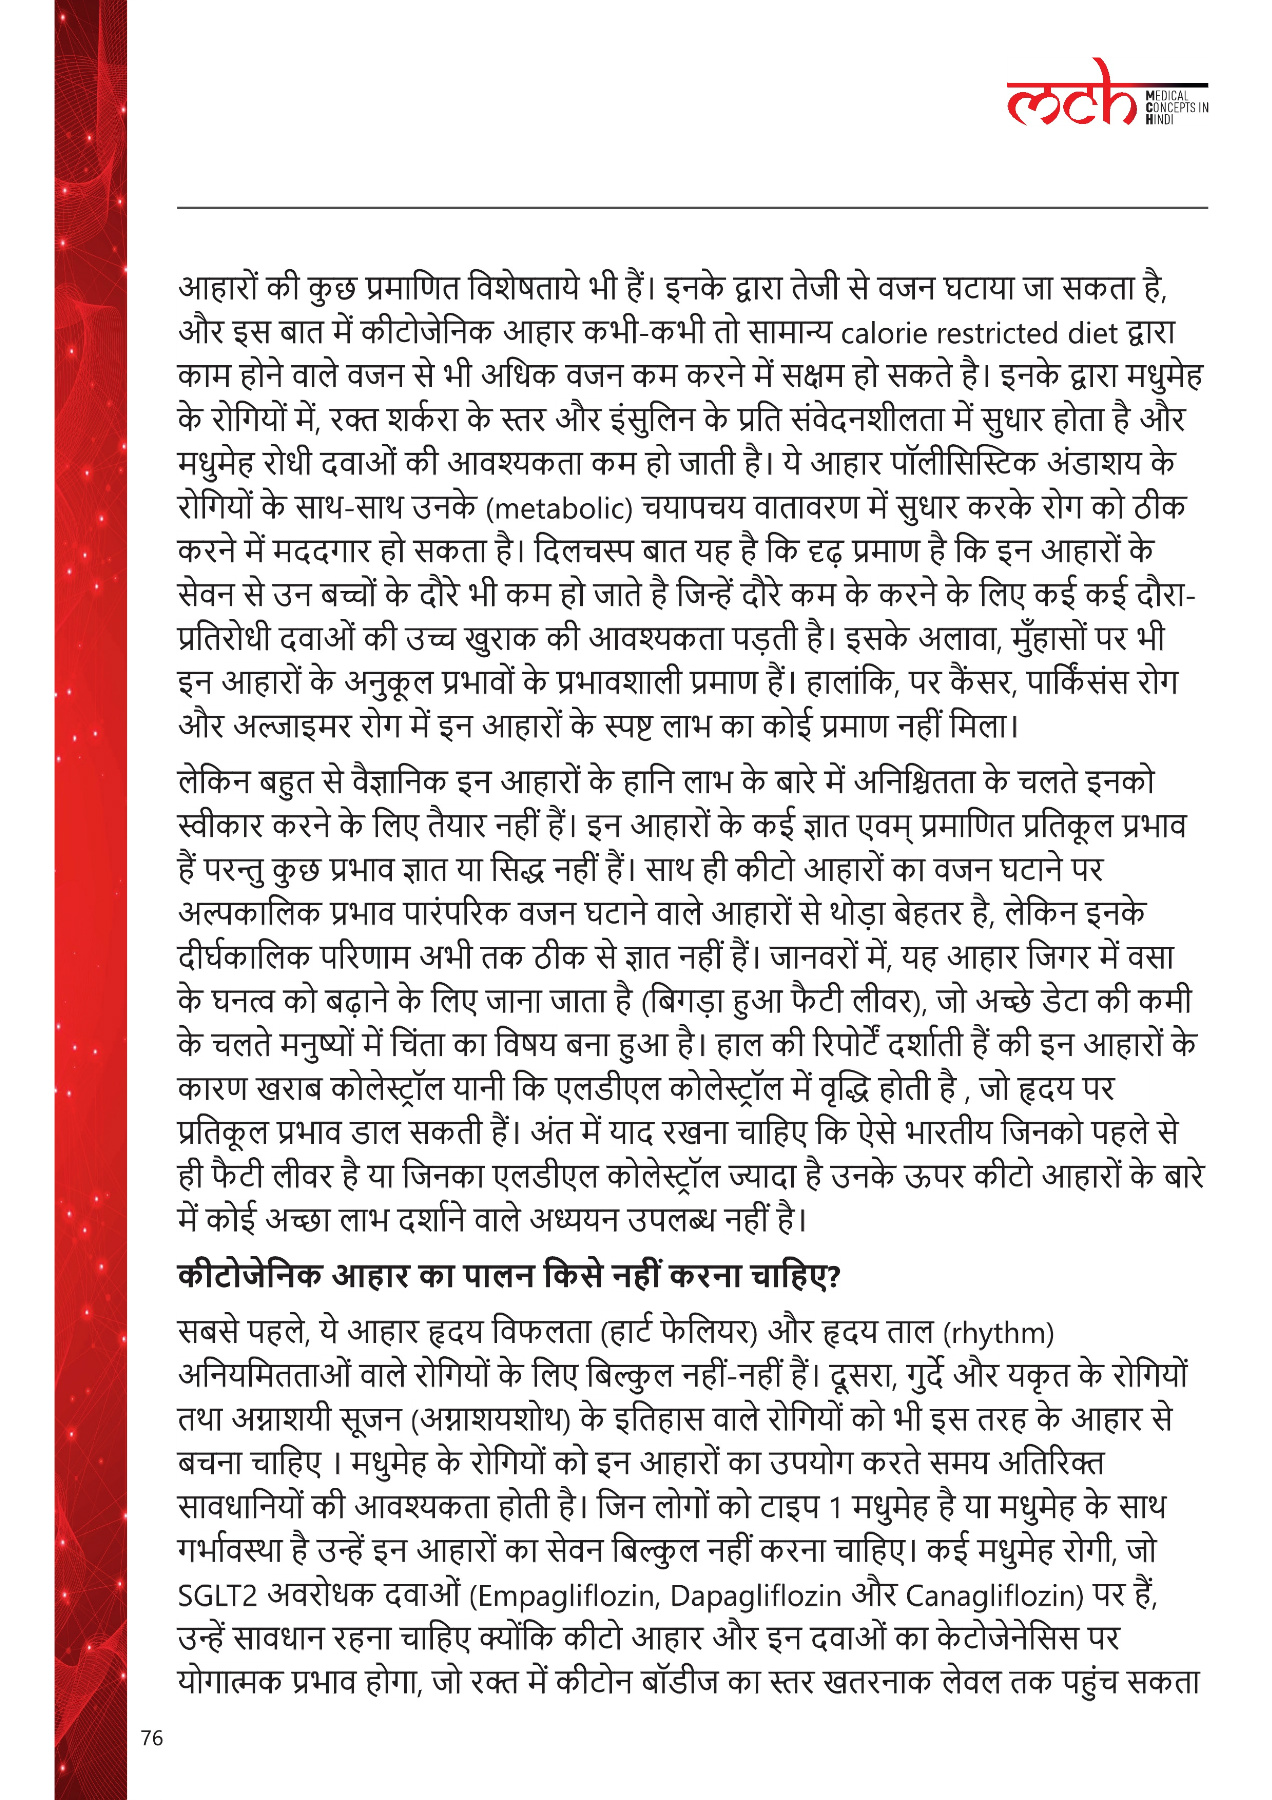 mch
MEDICAL
CONCEPTS IN
HINDI
आहारों की कुछ प्रमाणित विशेषताये भी हैं। इनके द्वारा तेजी से वजन घटाया जा सकता है,
और इस बात में कीटोजेनिक आहार कभी-कभी तो सामान्य calorie restricted diet द्वारा
काम होने वाले वजन से भी अधिक वजन कम करने में सक्षम हो सकते है। इनके द्वारा मधुमेह
के रोगियों में, रक्त शर्करा के स्तर और इंसुलिन के प्रति संवेदनशीलता में सुधार होता है और
मधुमेह रोधी दवाओं की आवश्यकता कम हो जाती है। ये आहार पॉलीसिस्टिक अंडाशय के
रोगियों के साथ-साथ उनके (metabolic) चयापचय वातावरण में सुधार करके रोग को ठीक
करने में मददगार हो सकता है। दिलचस्प बात यह है कि दृढ़ प्रमाण है कि इन आहारों के
सेवन से उन बच्चों के दौरे भी कम हो जाते है जिन्हें दौरे कम के करने के लिए कई कई दौरा-
प्रतिरोधी दवाओं की उच्च खुराक की आवश्यकता पड़ती है। इसके अलावा, मुँहासों पर भी
इन आहारों के अनुकूल प्रभावों के प्रभावशाली प्रमाण हैं। हालांकि, पर कैंसर, पार्किंसंस रोग
और अल्जाइमर रोग में इन आहारों के स्पष्ट लाभ का कोई प्रमाण नहीं मिला।
लेकिन बहुत से वैज्ञानिक इन आहारों के हानि लाभ के बारे में अनिश्चितता के चलते इनको
स्वीकार करने के लिए तैयार नहीं हैं। इन आहारों के कई ज्ञात एवम् प्रमाणित प्रतिकूल प्रभाव
हैं परन्तु कुछ प्रभाव ज्ञात या सिद्ध नहीं हैं। साथ ही कीटो आहारों का वजन घटाने पर
अल्पकालिक प्रभाव पारंपरिक वजन घटाने वाले आहारों से थोड़ा बेहतर है, लेकिन इनके
दीर्घकालिक परिणाम अभी तक ठीक से ज्ञात नहीं हैं। जानवरों में, यह आहार जिगर में वसा
के घनत्व को बढ़ाने के लिए जाना जाता है (बिगड़ा हुआ फैटी लीवर), जो अच्छे डेटा की कमी
के चलते मनुष्यों में चिंता का विषय बना हुआ है। हाल की रिपोर्टें दर्शाती हैं की इन आहारों के
कारण खराब कोलेस्ट्रॉल यानी कि एलडीएल कोलेस्ट्रॉल में वृद्धि होती है , जो हृदय पर
प्रतिकूल प्रभाव डाल सकती हैं। अंत में याद रखना चाहिए कि ऐसे भारतीय जिनको पहले से
ही फैटी लीवर है या जिनका एलडीएल कोलेस्ट्रॉल ज्यादा है उनके ऊपर कीटो आहारों के बारे
में कोई अच्छा लाभ दर्शाने वाले अध्ययन उपलब्ध नहीं है।
कीटोजेनिक आहार का पालन किसे नहीं करना चाहिए?
सबसे पहले, ये आहार हृदय विफलता (हार्ट फेलियर) और हृदय ताल (rhythm)
अनियमितताओं वाले रोगियों के लिए बिल्कुल नहीं-नहीं हैं। दूसरा, गुर्दे और यकृत के रोगियों
तथा अग्नाशयी सूजन (अग्नाशयशोथ) के इतिहास वाले रोगियों को भी इस तरह के आहार से
बचना चाहिए । मधुमेह के रोगियों को इन आहारों का उपयोग करते समय अतिरिक्त
सावधानियों की आवश्यकता होती है। जिन लोगों को टाइप 1 मधुमेह है या मधुमेह के साथ
गर्भावस्था है उन्हें इन आहारों का सेवन बिल्कुल नहीं करना चाहिए। कई मधुमेह रोगी, जो
SGLT2 अवरोधक दवाओं (Empagliflozin, Dapagliflozin और Canagliflozin) पर हैं,
उन्हें सावधान रहना चाहिए क्योंकि कीटो आहार और इन दवाओं का केटोजेनेसिस पर
योगात्मक प्रभाव होगा, जो रक्त में कीटोन बॉडीज का स्तर खतरनाक लेवल तक पहुंच सकता
76